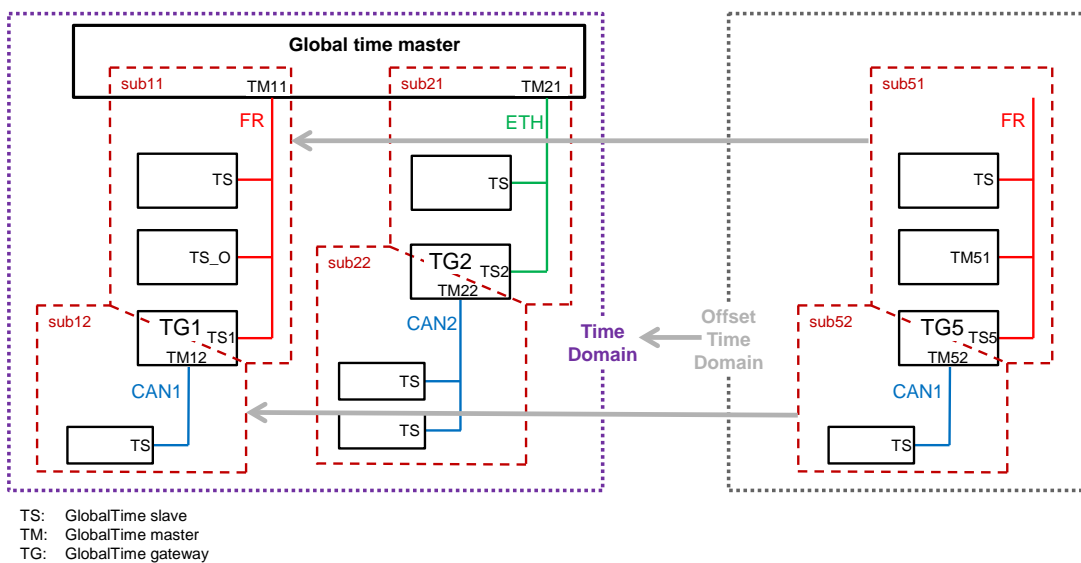 Global time master
sub11
TM11
sub21
TM21
sub51
FR
ETH
FR
TS
TS
TS
TS_O
TM51
sub22
TG2
TS2
TM22
sub12
TG1
TS1
TM12
CAN2
Time
Domain
Offset
Time
Domain
sub52
TG5
TS5
TM52
CAN1
CAN1
TS
TS
TS
TS
TS: GlobalTime slave
TM: GlobalTime master
TG: GlobalTime gateway